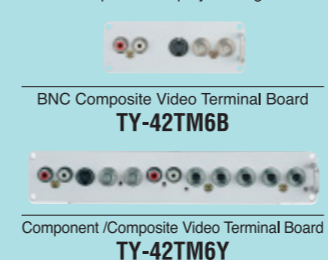 BNC Composite Video Terminal Board
TY-42TM6B
Component /Composite Video Terminal Board
TY-42TM6Y